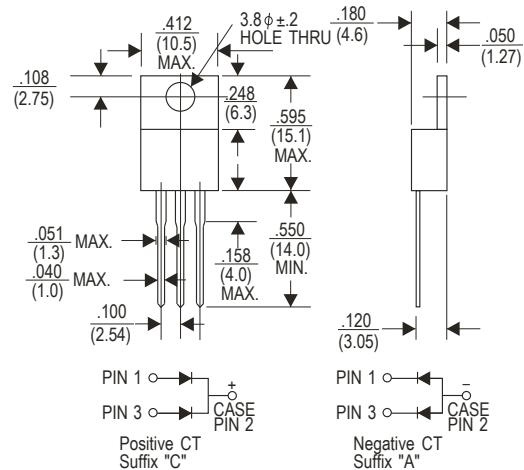 .412
(10.5)
MAX.
3.8ϕ±.2
HOLE THRU
.180
(4.6)
.050
(1.27)
.108
(2.75)
.248
(6.3)
.595
(15.1)
MAX.
.051
(1.3)
MAX.
.040
(1.0)
MAX.
.158
(4.0)
MAX.
.550
(14.0)
MIN.
.100
(2.54)
.120
(3.05)
PIN 1
PIN 3
+
CASE
PIN 2
Positive CT
Suffix "C"
PIN 1
PIN 3
−
CASE
PIN 2
Negative CT
Suffix "A"